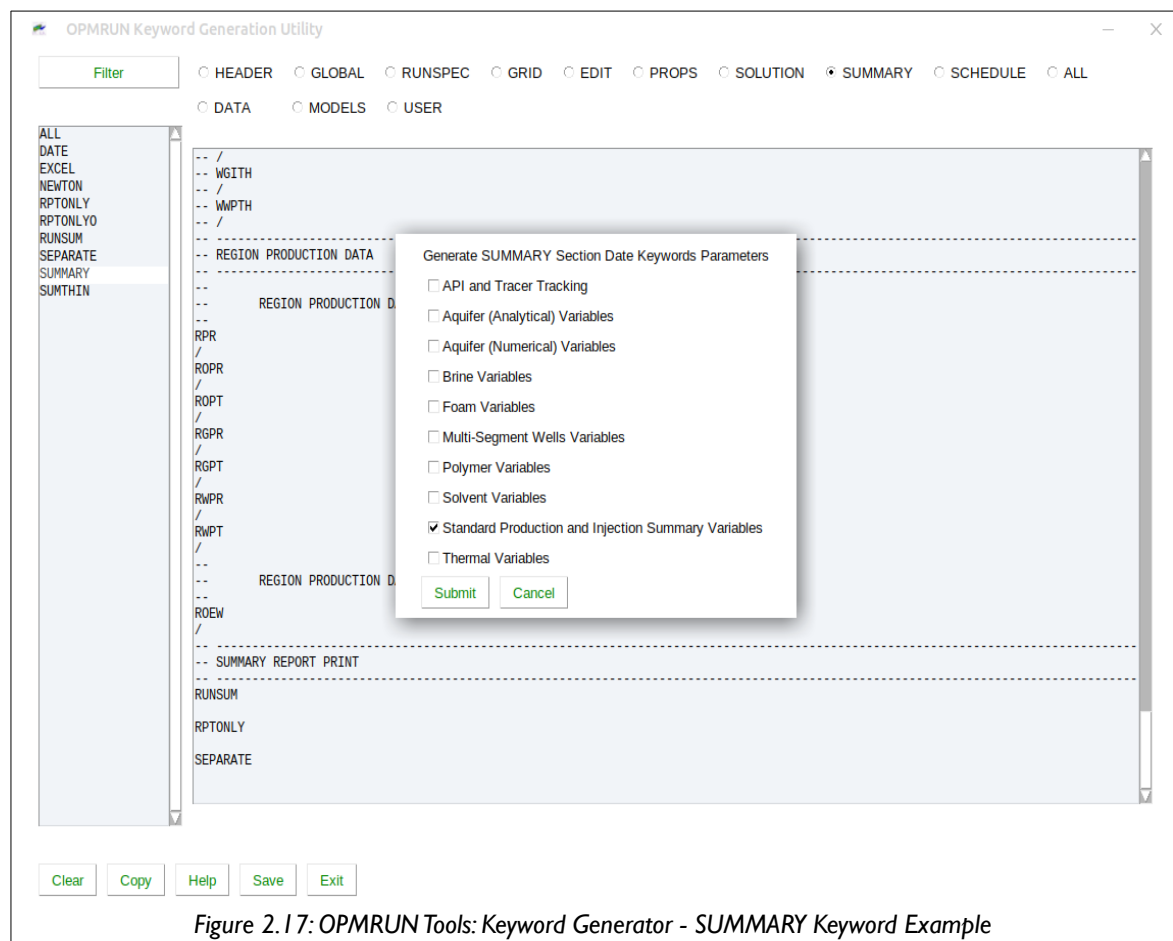 OPMRUN Keyword Generation Utility
Filter
HEADER GLOBAL RUNSPEC GRID EDIT PROPS SOLUTION SUMMARY SCHEDULE ALL
DATA MODELS USER
ALL
DATE
EXCEL
NEWTON
RPTONLY
RPTONLYO
RUNSUM
SEPARATE
SUMMARY
SUMTHIN
-- /
-- WGITH
-- /
-- WWPTH
-- /
-- --------------------------------------------------------------------------------
-- REGION PRODUCTION DATA
-- --------------------------------------------------------------------------------
--
-- REGION PRODUCTION D
--
RPR
/
ROPR
/
ROPT
/
RGPR
/
RGPT
/
RWPR
/
RWPT
/
--
-- REGION PRODUCTION D
--
ROEW
/
-- --------------------------------------------------------------------------------
-- SUMMARY REPORT PRINT
-- --------------------------------------------------------------------------------
RUNSUM
RPTONLY
SEPARATE
Generate SUMMARY Section Date Keywords Parameters
API and Tracer Tracking
Aquifer (Analytical) Variables
Aquifer (Numerical) Variables
Brine Variables
Foam Variables
Multi-Segment Wells Variables
Polymer Variables
Solvent Variables
Standard Production and Injection Summary Variables
Thermal Variables
Submit Cancel
Clear Copy Help Save Exit
Figure 2.17: OPMRUN Tools: Keyword Generator - SUMMARY Keyword Example